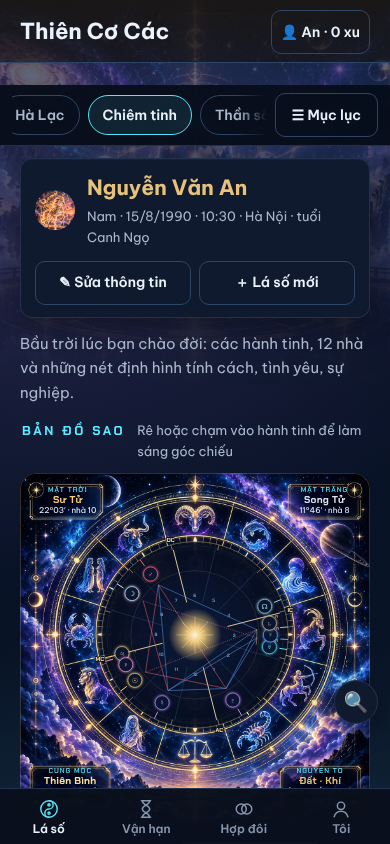 Thiên Cơ Các
An · 0 xu
Hà Lạc
Chiêm tinh
Thần
☰ Mục lục
Nguyễn Văn An
Nam · 15/8/1990 · 10:30 · Hà Nội · tuổi
Canh Ngọ
✎ Sửa thông tin
+ Lá số mới
Bầu trời lúc bạn chào đời: các hành tinh, 12 nhà
và những nét định hình tính cách, tình yêu, sự
nghiệp.
BẢN ĐỒ SAO
Rê hoặc chạm vào hành tinh để làm
sáng góc chiếu
MẶT TRỜI
Sư Tử
22°03' · nhà 10
MẶT TRĂNG
Song Tử
11°46' · nhà 8
MC
AC
CUNG MỌC
Thiên Bình
NGUYÊN TỐ
Đất · Khí
Lá số
Vận hạn
Hợp đôi
Tôi